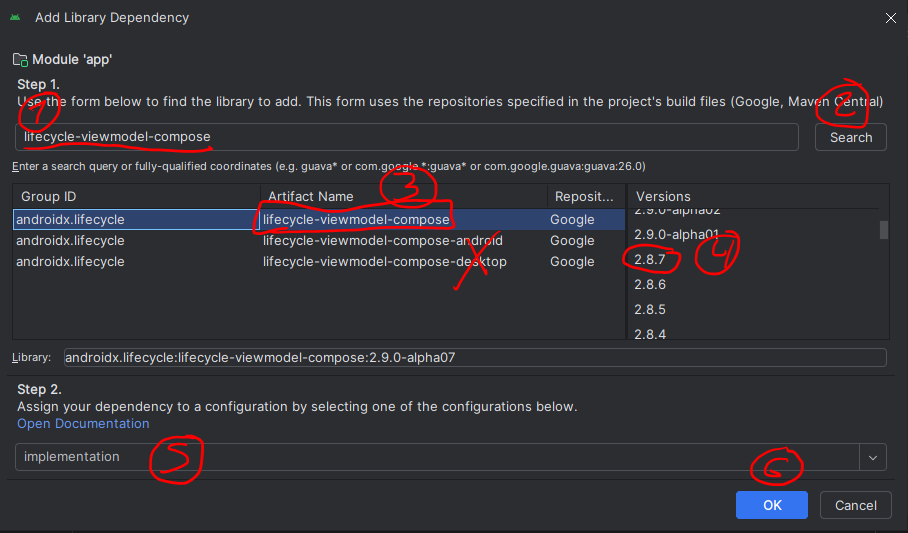 Add Library Dependency
Module 'app'
Step 1.
Use the form below to find the library to add. This form uses the repositories specified in the project's build files (Google, Maven Central)
1
2
lifecycle-viewmodel-compose
Search
Enter a search query or fully-qualified coordinates (e.g. guava* or com.google.*:guava* or com.google.guava:guava:26.0)
3
Group ID Artifact Name Reposit... Versions
androidx.lifecycle lifecycle-viewmodel-compose Google
androidx.lifecycle lifecycle-viewmodel-compose-android Google
androidx.lifecycle lifecycle-viewmodel-compose-desktop Google
X
2.9.0-alpha02
2.9.0-alpha01
2.8.7 4
2.8.6
2.8.5
2.8.4
Library: androidx.lifecycle:lifecycle-viewmodel-compose:2.9.0-alpha07
Step 2.
Assign your dependency to a configuration by selecting one of the configurations below.
Open Documentation
implementation 5
6
OK Cancel